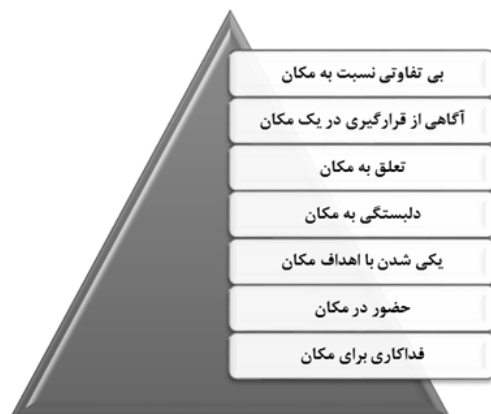 بی تفاوتی نسبت به مکان
آگاهی از قرارگیری در یک مکان
تعلق به مکان
دلبستگی به مکان
یکی شدن با اهداف مکان
حضور در مکان
فداکاری برای مکان